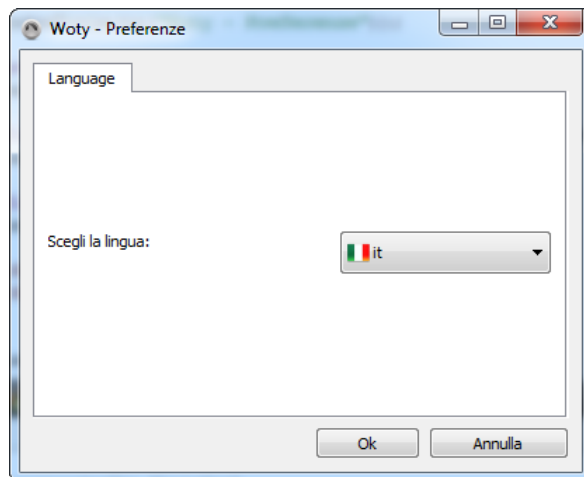 Woty - Preferenze
Language
Scegli la lingua:
it
Ok
Annulla